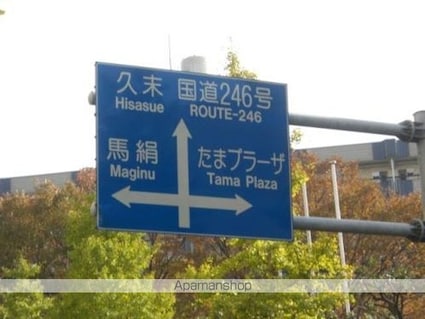 久末 国道246号
Hisasue ROUTE-246
馬絹 たまプラーザ
Maginu Tama Plaza
Apamanshop